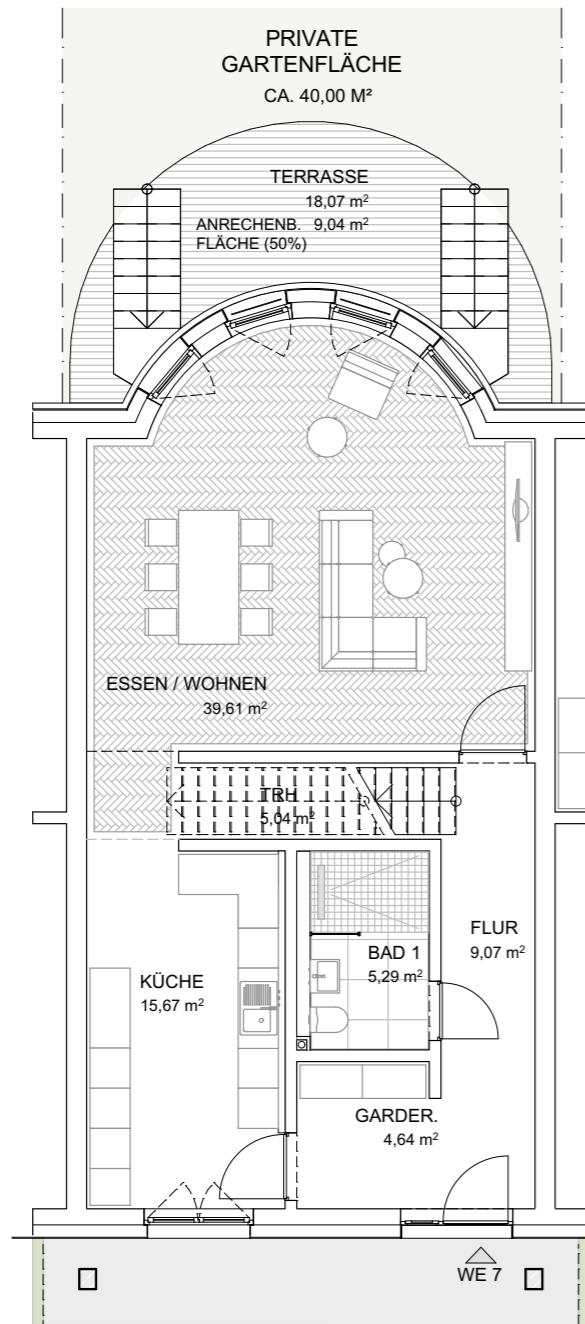 PRIVATE
GARTENFLÄCHE
CA. 40,00 M²
TERRASSE
18,07 m²
ANRECHENB. 9,04 m²
FLÄCHE (50%)
ESSEN / WOHNEN
39,61 m²
TRH
5,04 m²
FLUR
9,07 m²
BAD 1
5,29 m²
KÜCHE
15,67 m²
GARDER.
4,64 m²
WE 7